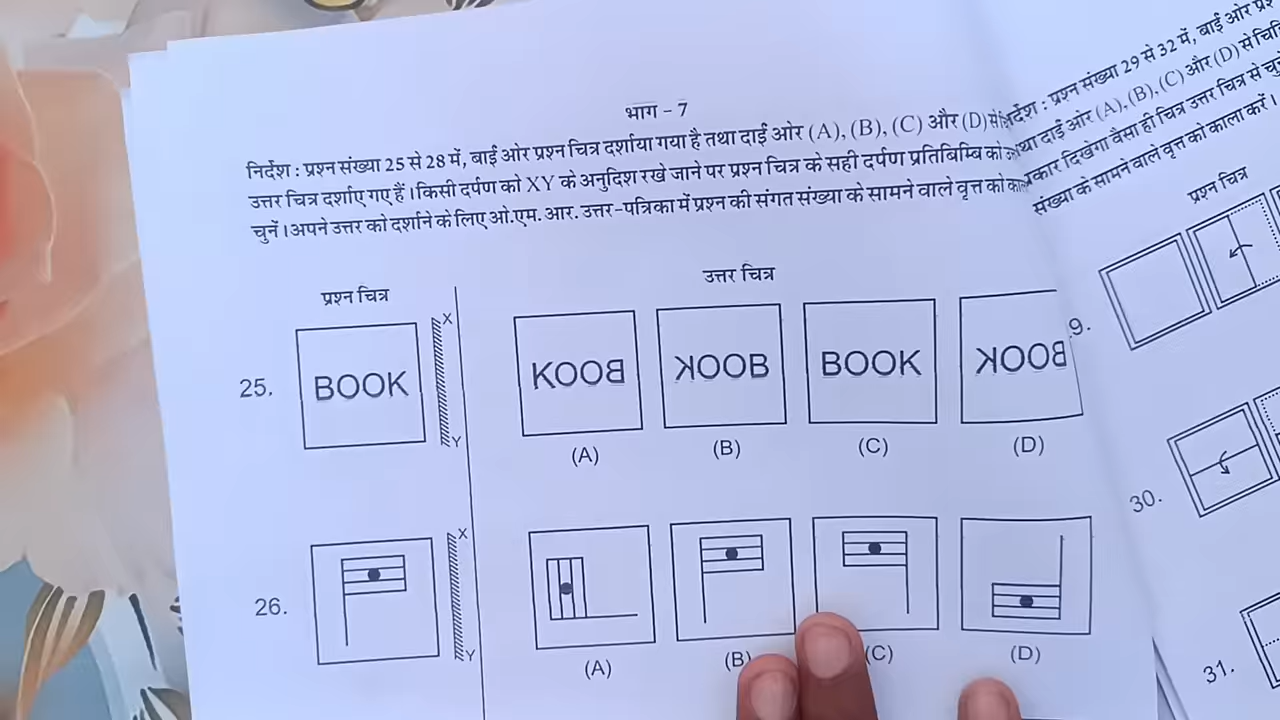 भाग – 7
निर्देश : प्रश्न संख्या 25 से 28 में, बाईं ओर प्रश्न चित्र दर्शाया गया है तथा दाईं ओर (A), (B), (C) और (D) से
उत्तर चित्र दर्शाए गए हैं। किसी दर्पण को XY के अनुदिश रखे जाने पर प्रश्न चित्र के सही दर्पण प्रतिबिम्बि को
चुनें। अपने उत्तर को दर्शाने के लिए ओ.एम. आर. उत्तर-पत्रिका में प्रश्न की संगत संख्या के सामने वाले वृत्त को
प्रश्न चित्र
उत्तर चित्र
25.
BOOK
X
Y
KOOB
KOOB
BOOK
KOOB
(A)
(B)
(C)
(D)
26.
X
Y
(A)
(B)
(C)
(D)
: प्रश्न संख्या 29 से 32 में, बाईं ओर
दाईं ओर (A), (B), (C) और (D) से
दिखेगा वैसा ही चित्र उत्तर चित्र से
संख्या के सामने वाले वृत्त को काला करें।
प्रश्न चित्र
9.
30.
31.